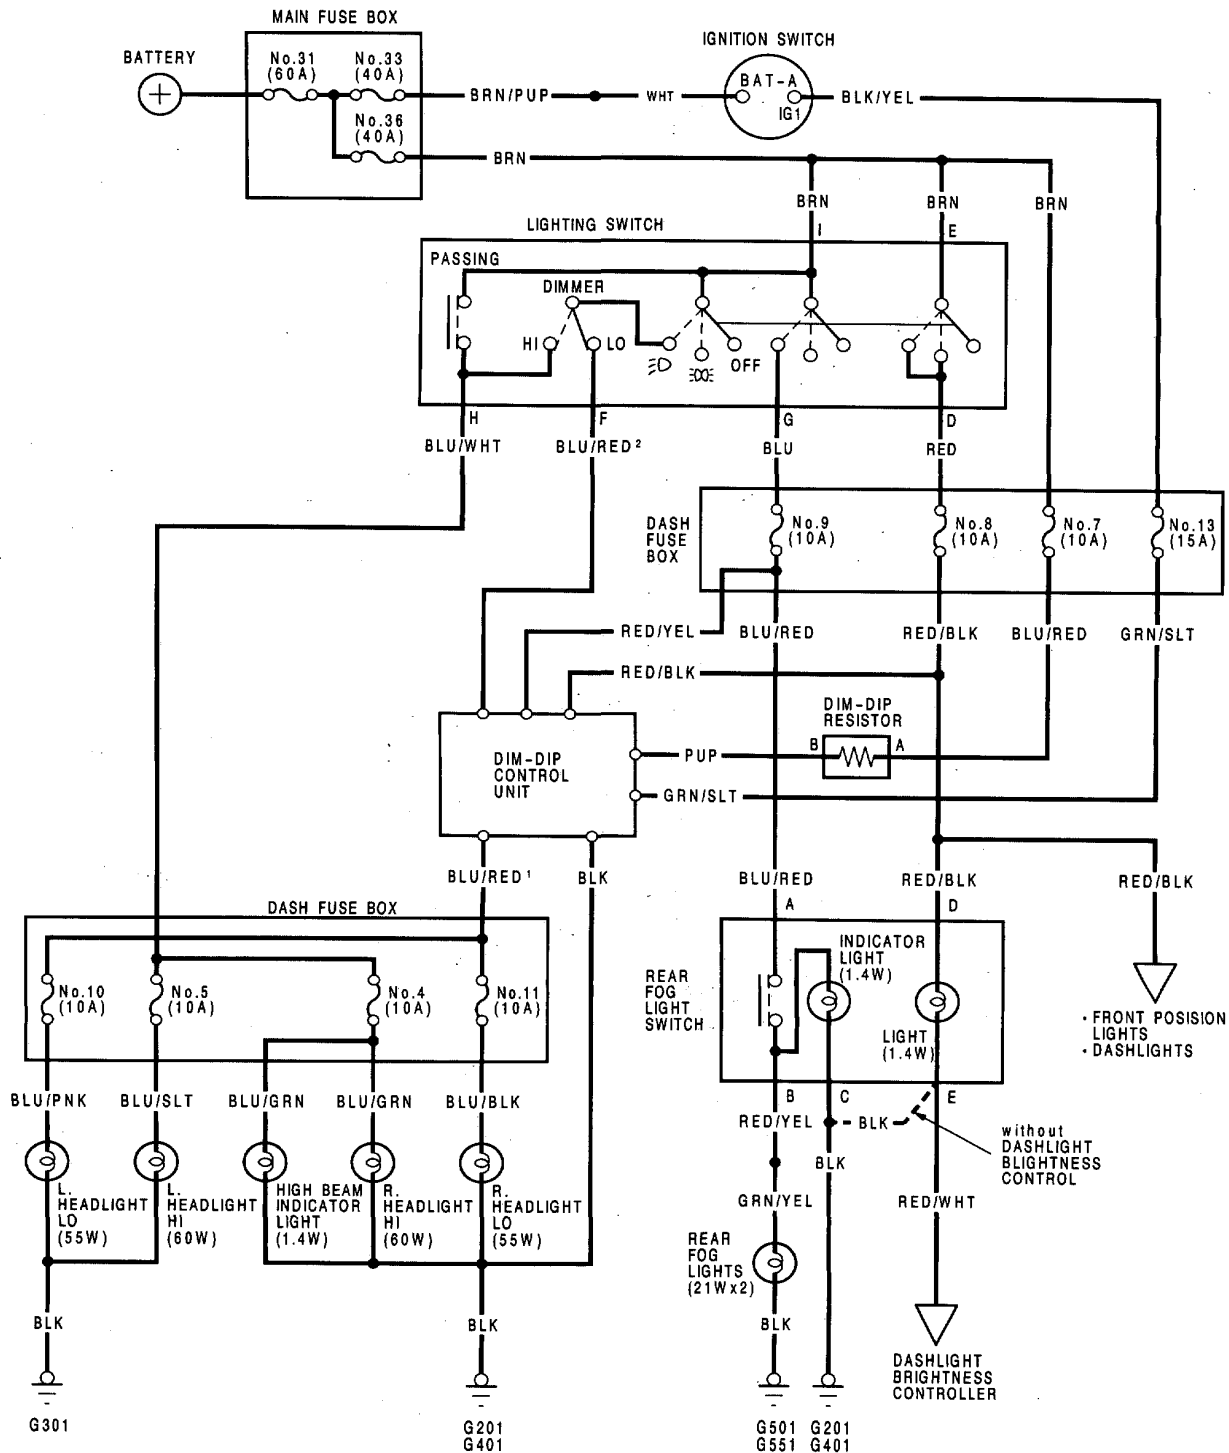 MAIN FUSE BOX
BATTERY
No.31
(60A)
No.33
(40A)
No.36
(40A)
BRN/PUP
WHT
IGNITION SWITCH
BAT-A
IG1
BLK/YEL
BRN
BRN
BRN
BRN
LIGHTING SWITCH
I
E
PASSING
DIMMER
HI
LO
OFF
H
F
G
D
BLU/WHT
BLU/RED²
BLU
RED
DASH
FUSE
BOX
No.9
(10A)
No.8
(10A)
No.7
(10A)
No.13
(15A)
RED/YEL
BLU/RED
RED/BLK
BLU/RED
GRN/SLT
RED/BLK
DIM-DIP
RESISTOR
B
A
PUP
DIM-DIP
CONTROL
UNIT
GRN/SLT
BLU/RED¹
BLK
BLU/RED
RED/BLK
RED/BLK
A
D
DASH FUSE BOX
No.10
(10A)
No.5
(10A)
No.4
(10A)
No.11
(10A)
REAR
FOG
LIGHT
SWITCH
INDICATOR
LIGHT
(1.4W)
LIGHT
(1.4W)
• FRONT POSISION
LIGHTS
• DASHLIGHTS
BLU/PNK
BLU/SLT
BLU/GRN
BLU/GRN
BLU/BLK
B
C
E
RED/YEL
BLK
BLK
without
DASHLIGHT
BLIGHTNESS
CONTROL
L.
HEADLIGHT
LO
(55W)
L.
HEADLIGHT
HI
(60W)
HIGH BEAM
INDICATOR
LIGHT
(1.4W)
R.
HEADLIGHT
HI
(60W)
R.
HEADLIGHT
LO
(55W)
GRN/YEL
RED/WHT
REAR
FOG
LIGHTS
(21Wx2)
BLK
BLK
BLK
DASHLIGHT
BRIGHTNESS
CONTROLLER
G301
G201
G401
G501
G551
G201
G401